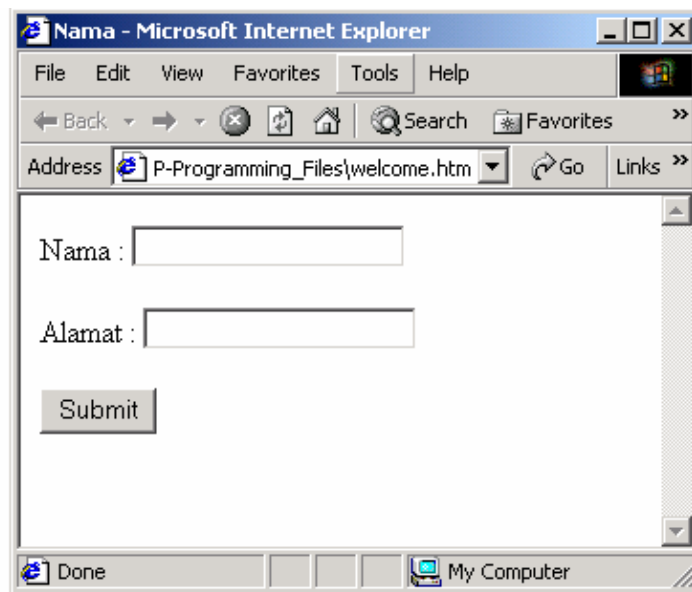 Nama - Microsoft Internet Explorer
File Edit View Favorites Tools Help
Back Search Favorites »
Address P-Programming_Files\welcome.htm Go Links »
Nama :
Alamat :
Submit
Done My Computer